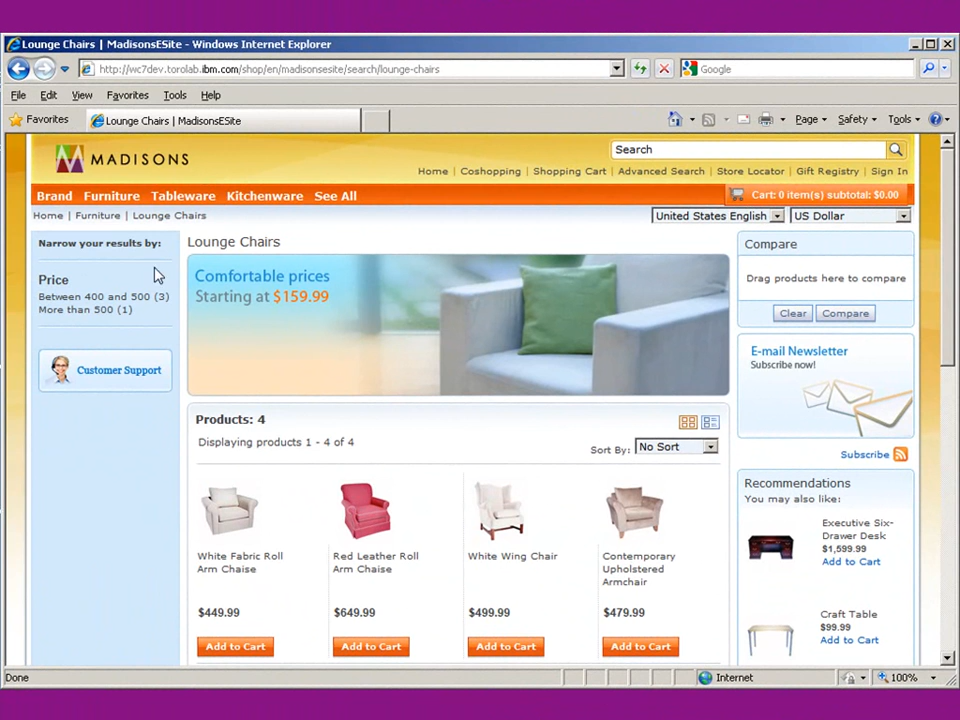 Lounge Chairs | MadisonsESite - Windows Internet Explorer
http://wc7dev.torolab.ibm.com/shop/en/madisonsesite/search/lounge-chairs
Google
File Edit View Favorites Tools Help
Favorites
Lounge Chairs | MadisonsESite
Page Safety Tools
MADISONS
Search
Home Coshopping Shopping Cart Advanced Search Store Locator Gift Registry Sign In
Brand Furniture Tableware Kitchenware See All
Cart: 0 item(s) subtotal: $0.00
Home Furniture Lounge Chairs
United States English
US Dollar
Narrow your results by:
Price
Between 400 and 500 (3)
More than 500 (1)
Customer Support
Lounge Chairs
Comfortable prices
Starting at $159.99
Products: 4
Displaying products 1 - 4 of 4
Sort By: No Sort
White Fabric Roll
Arm Chaise
$449.99
Add to Cart
Red Leather Roll
Arm Chaise
$649.99
Add to Cart
White Wing Chair
$499.99
Add to Cart
Contemporary
Upholstered
Armchair
$479.99
Add to Cart
Compare
Drag products here to compare
Clear Compare
E-mail Newsletter
Subscribe now!
Subscribe
Recommendations
You may also like:
Executive Six-
Drawer Desk
$1,599.99
Add to Cart
Craft Table
$99.99
Add to Cart
Done
Internet
100%